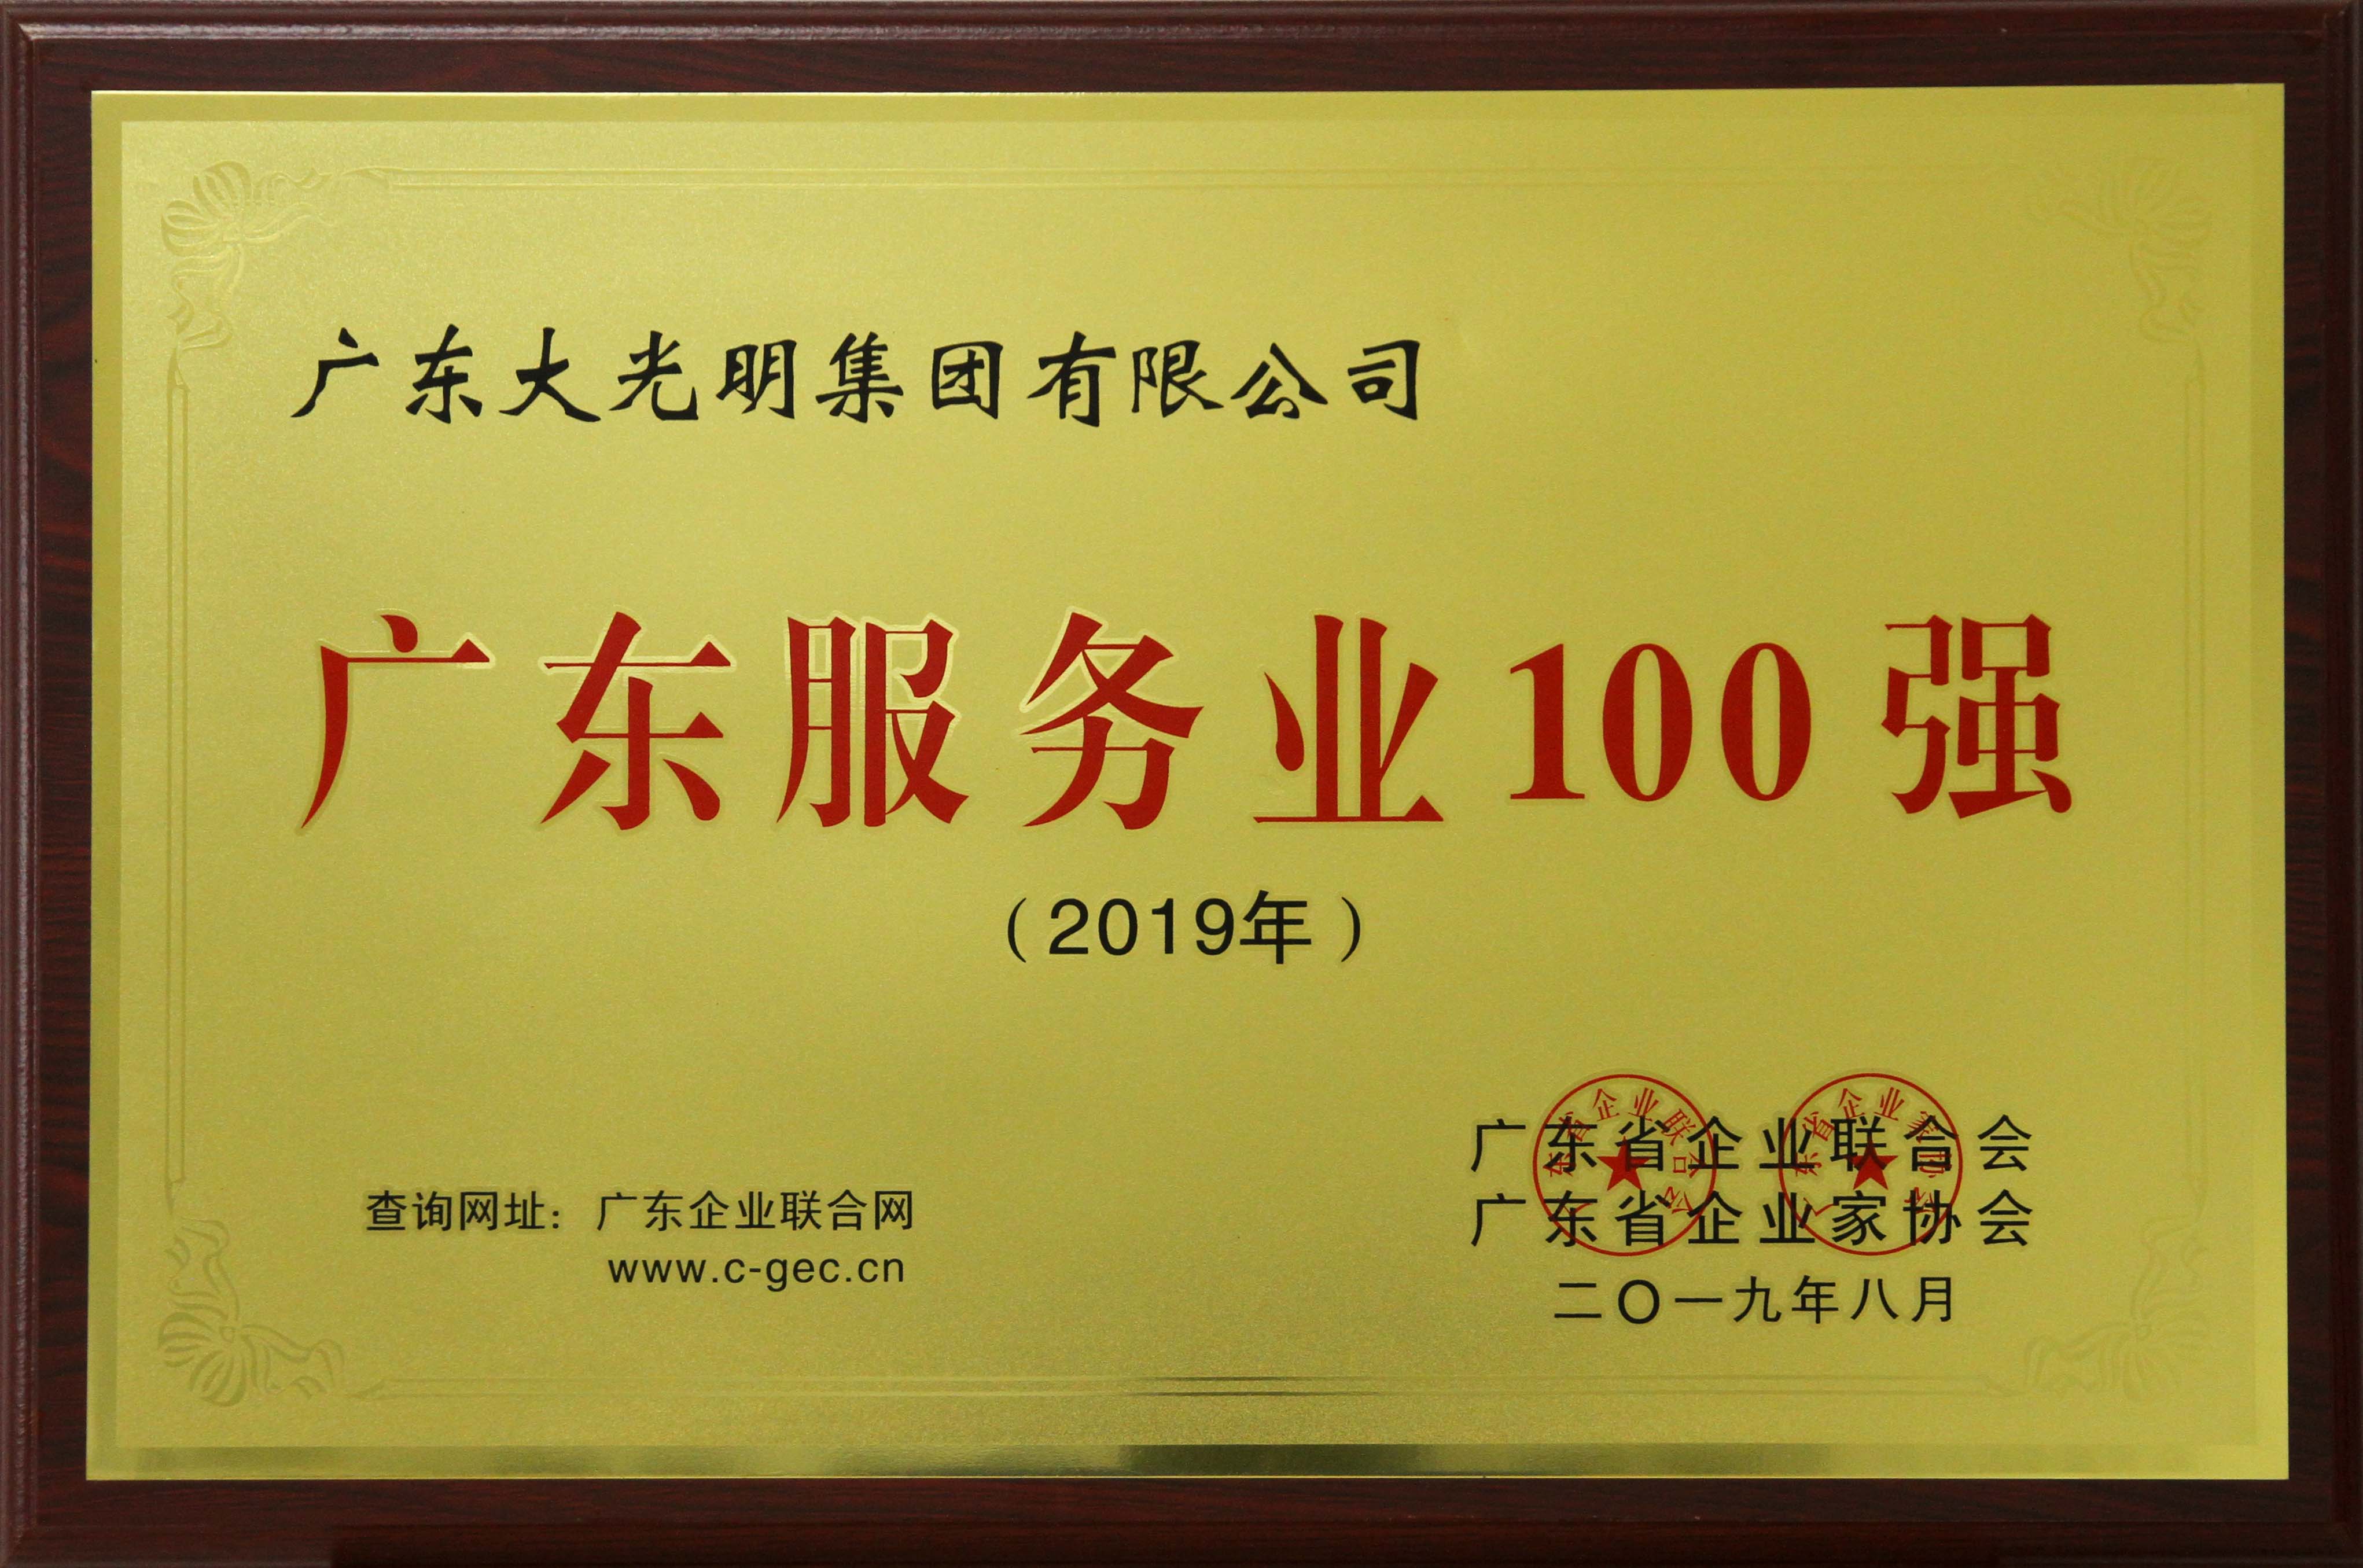 广东大光明集团有限公司
广东服务业100强
（2019年）
广东省企业联合会
广东省企业家协会
二〇一九年八月
查询网址：广东企业联合网
www.c-gec.cn